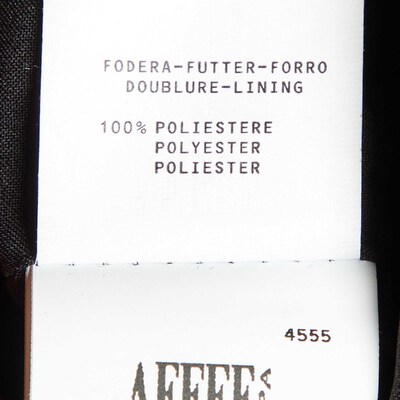 FODERA-FUTTER-FORRO
DOUBLURE-LINING
100% POLIESTERE
POLYESTER
POLIESTER
4555